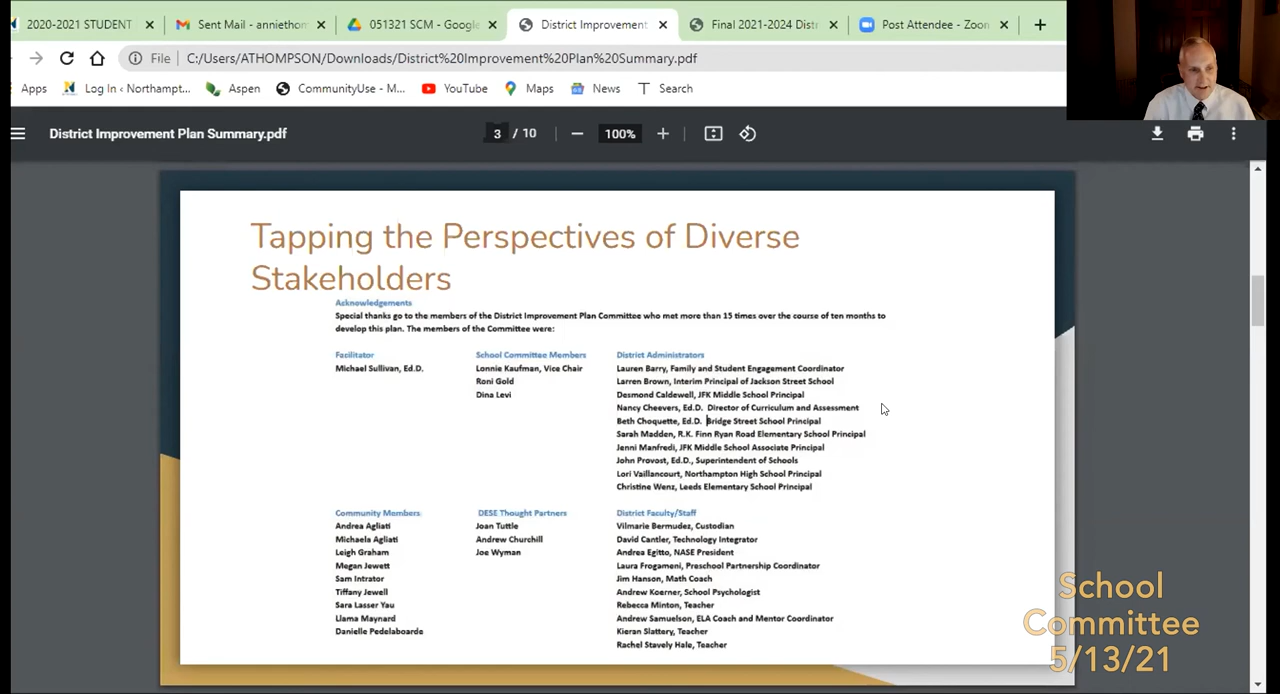 2020-2021 STUDENT
Sent Mail - anniethom
051321 SCM - Google
District Improvement
Final 2021-2024 Distr
Post Attendee - Zoon
File
C:/Users/ATHOMPSON/Downloads/District%20Improvement%20Plan%20Summary.pdf
Apps
Log In ‹ Northampt...
Aspen
CommunityUse - M...
YouTube
Maps
News
Search
District Improvement Plan Summary.pdf
3 / 10
100%
Tapping the Perspectives of Diverse
Stakeholders
Acknowledgements
Special thanks go to the members of the District Improvement Plan Committee who met more than 15 times over the course of ten months to
develop this plan. The members of the Committee were:
Facilitator
Michael Sullivan, Ed.D.
School Committee Members
Lonnie Kaufman, Vice Chair
Roni Gold
Dina Levi
District Administrators
Lauren Barry, Family and Student Engagement Coordinator
Larren Brown, Interim Principal of Jackson Street School
Desmond Caldwell, JFK Middle School Principal
Nancy Cheevers, Ed.D. Director of Curriculum and Assessment
Beth Choquette, Ed.D. Bridge Street School Principal
Sarah Madden, R.K. Finn Ryan Road Elementary School Principal
Jenni Manfredi, JFK Middle School Associate Principal
John Provost, Ed.D., Superintendent of Schools
Lori Vaillancourt, Northampton High School Principal
Christine Wenz, Leeds Elementary School Principal
Community Members
Andrea Agliati
Michaela Agliati
Leigh Graham
Megan Jewett
Sam Intrator
Tiffany Jewell
Sara Lasser Yau
Llama Maynard
Danielle Pedelaboarde
DESE Thought Partners
Joan Tuttle
Andrew Churchill
Joe Wyman
District Faculty/Staff
Vilmarie Bermudez, Custodian
David Cantler, Technology Integrator
Andrea Egitto, NASE President
Laura Frogameni, Preschool Partnership Coordinator
Jim Hanson, Math Coach
Andrew Koerner, School Psychologist
Rebecca Minton, Teacher
Andrew Samuelson, ELA Coach and Mentor Coordinator
Kieran Slattery, Teacher
Rachel Stavely Hale, Teacher
School
Committee
5/13/21